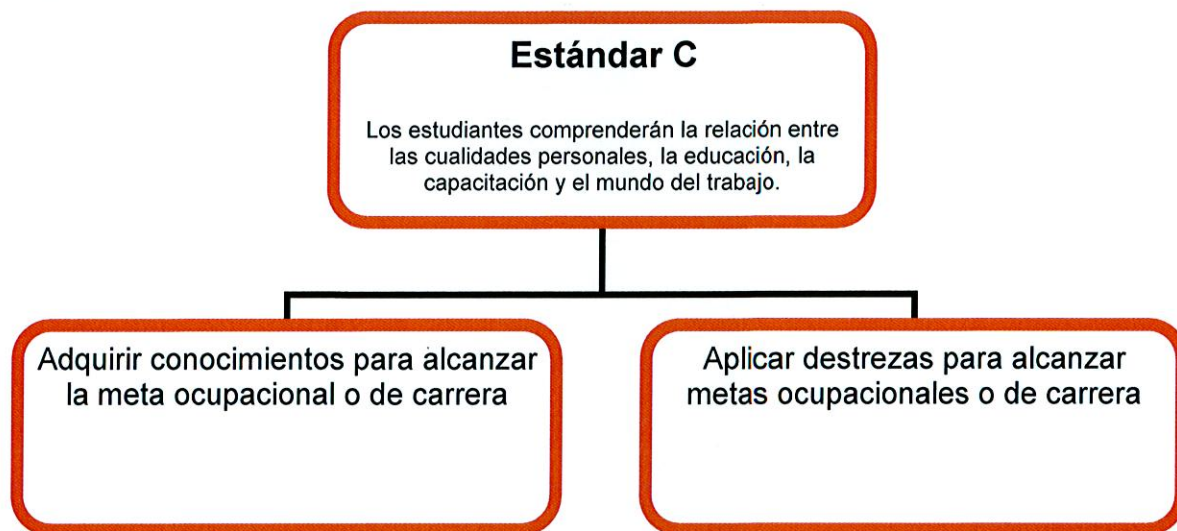 Estándar C
Los estudiantes comprenderán la relación entre
las cualidades personales, la educación, la
capacitación y el mundo del trabajo.
Adquirir conocimientos para alcanzar
la meta ocupacional o de carrera
Aplicar destrezas para alcanzar
metas ocupacionales o de carrera